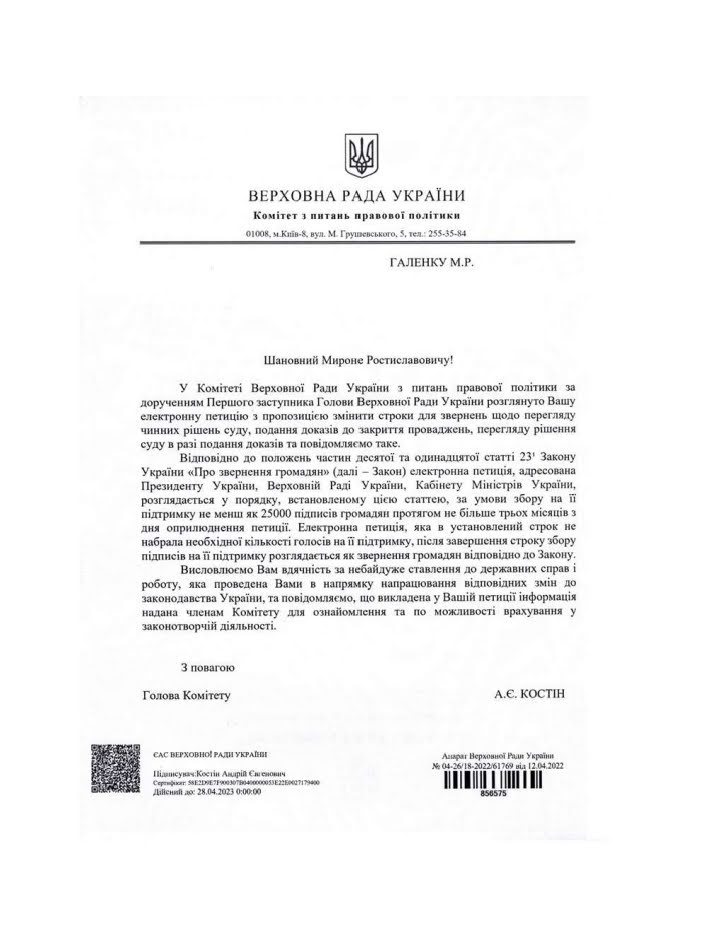 ВЕРХОВНА РАДА УКРАЇНИ
Комітет з питань правової політики
01008, м.Київ-8, вул. М. Грушевського, 5, тел.: 255-35-84
ГАЛЕНКУ М.Р.
Шановний Мироне Ростиславовичу!
У Комітеті Верховної Ради України з питань правової політики за
дорученням Першого заступника Голови Верховної Ради України розглянуто Вашу
електронну петицію з пропозицією змінити строки для звернень щодо перегляду
чинних рішень суду, подання доказів до закриття проваджень, перегляду рішення
суду в разі подання доказів та повідомляємо таке.
Відповідно до положень частин десятої та одинадцятої статті 23¹ Закону
України «Про звернення громадян» (далі – Закон) електронна петиція, адресована
Президенту України, Верховній Раді України, Кабінету Міністрів України,
розглядається у порядку, встановленому цією статтею, за умови збору на її
підтримку не менш як 25000 підписів громадян протягом не більше трьох місяців з
дня оприлюднення петиції. Електронна петиція, яка в установлений строк не
набрала необхідної кількості голосів на її підтримку, після завершення строку збору
підписів на її підтримку розглядається як звернення громадян відповідно до Закону.
Висловлюємо Вам вдячність за небайдуже ставлення до державних справ і
роботу, яка проведена Вами в напрямку напрацювання відповідних змін до
законодавства України, та повідомляємо, що викладена у Вашій петиції інформація
надана членам Комітету для ознайомлення та по можливості врахування у
законотворчій діяльності.
З повагою
Голова Комітету А.Є. КОСТІН
ЄАС ВЕРХОВНОЇ РАДИ УКРАЇНИ
Підписувач:Костін Андрій Євгенович
Сертифікат:
Дійсний до: 28.04.2023 0:00:00
Апарат Верховної Ради України
№ 04-26/18-2022/61769 від 12.04.2022
856575